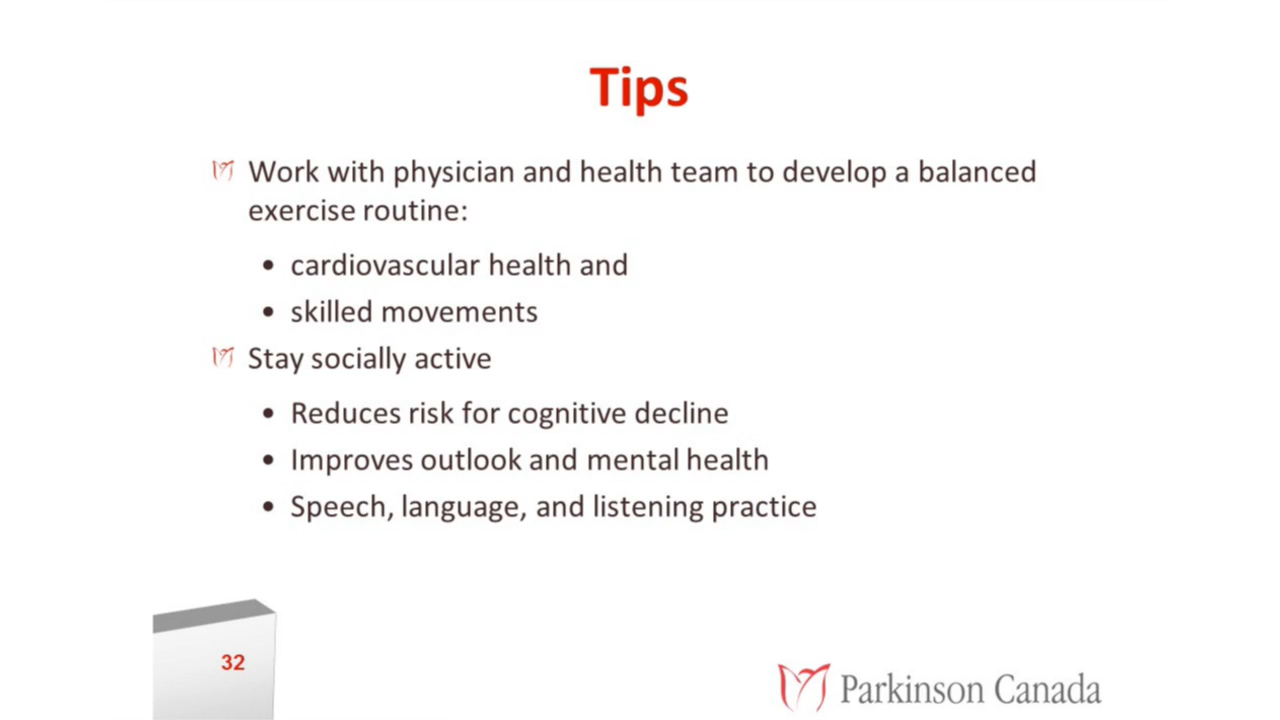 Tips
Work with physician and health team to develop a balanced
exercise routine:
• cardiovascular health and
• skilled movements
Stay socially active
• Reduces risk for cognitive decline
• Improves outlook and mental health
• Speech, language, and listening practice
32
Parkinson Canada